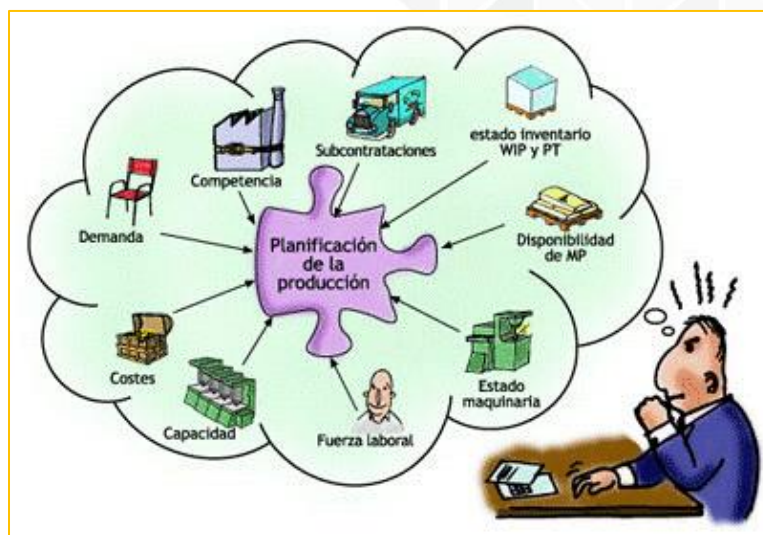 Competencia
Subcontrataciones
estado inventario
WIP y PT
Demanda
Planificación
de la
producción
Disponibilidad
de MP
Costes
Capacidad
Fuerza laboral
Estado
maquinaria